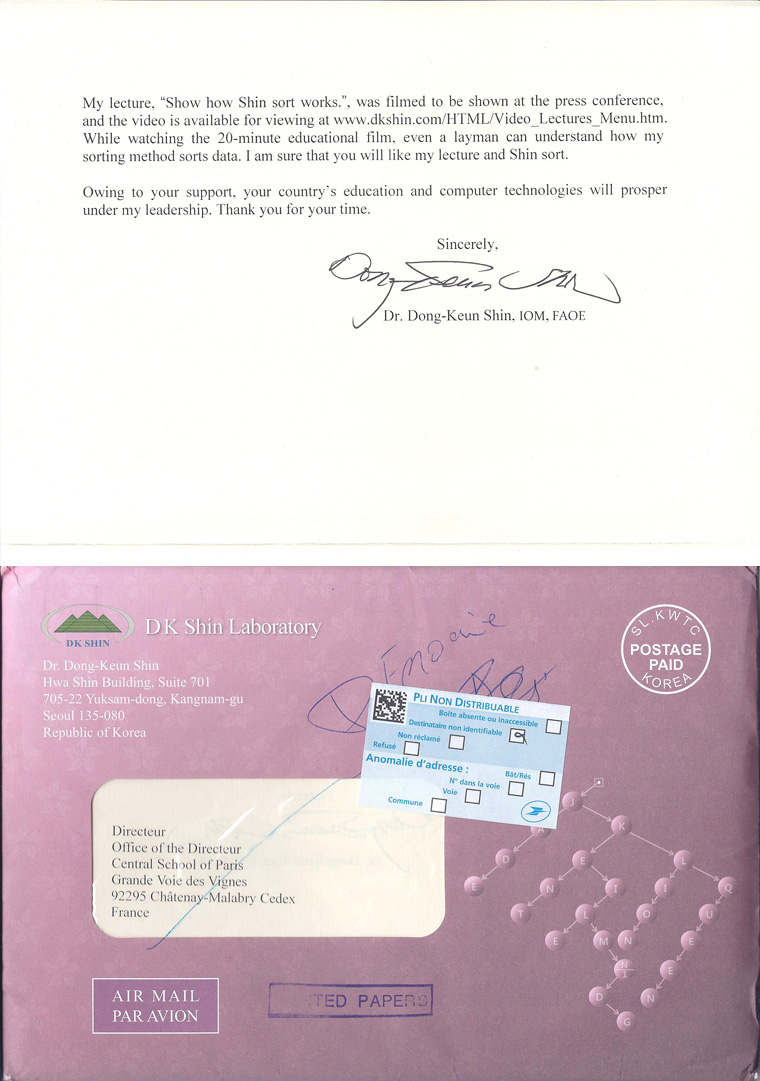 My lecture, “Show how Shin sort works.”, was filmed to be shown at the press conference,
and the video is available for viewing at www.dkshin.com/HTML/Video_Lectures_Menu.htm.
While watching the 20-minute educational film, even a layman can understand how my
sorting method sorts data. I am sure that you will like my lecture and Shin sort.
Owing to your support, your country’s education and computer technologies will prosper
under my leadership. Thank you for your time.
Sincerely,
Dong-Keun Shin
Dr. Dong-Keun Shin, IOM, FAOE
DK SHIN
DK Shin Laboratory
Dr. Dong-Keun Shin
Hwa Shin Building, Suite 701
705-22 Yuksam-dong, Kangnam-gu
Seoul 135-080
Republic of Korea
SL. KWTC
POSTAGE
PAID
KOREA
PLI NON DISTRIBUABLE
Boîte absente ou inaccessible
Destinataire non identifiable
Non réclamé
Refusé
Anomalie d’adresse :
Bât/Rés
N° dans la voie
Voie
Commune
Directeur
Office of the Directeur
Central School of Paris
Grande Voie des Vignes
92295 Châtenay-Malabry Cedex
France
AIR MAIL
PAR AVION
TED PAPERS
J
A K
D E L
E N F I Q
T L O U
E M N E
N E
D N
G